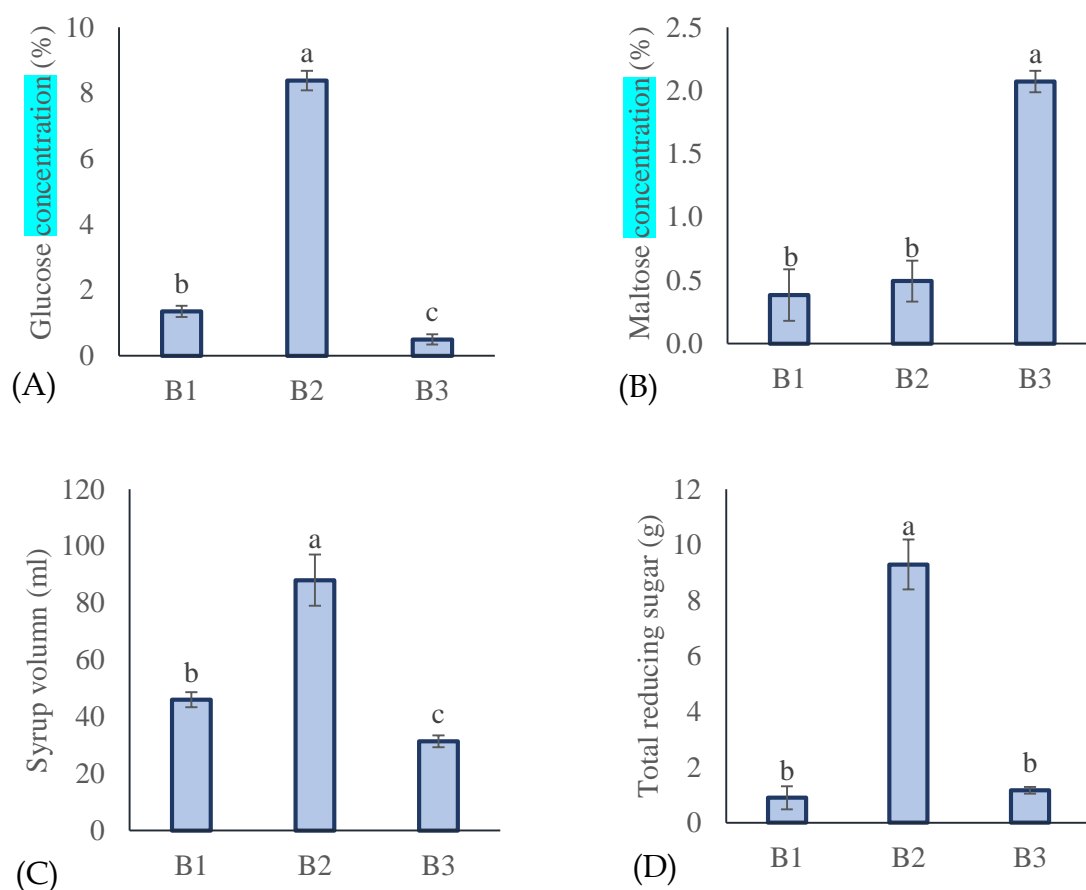 Glucose concentration (%)
10
8
6
4
2
0
b
a
c
B1 B2 B3
(A)
Maltose concentration (%)
2.5
2.0
1.5
1.0
0.5
0.0
b
b
a
B1 B2 B3
(B)
Syrup volumn (ml)
120
100
80
60
40
20
0
b
a
c
B1 B2 B3
(C)
Total reducing sugar (g)
12
10
8
6
4
2
0
b
a
b
B1 B2 B3
(D)